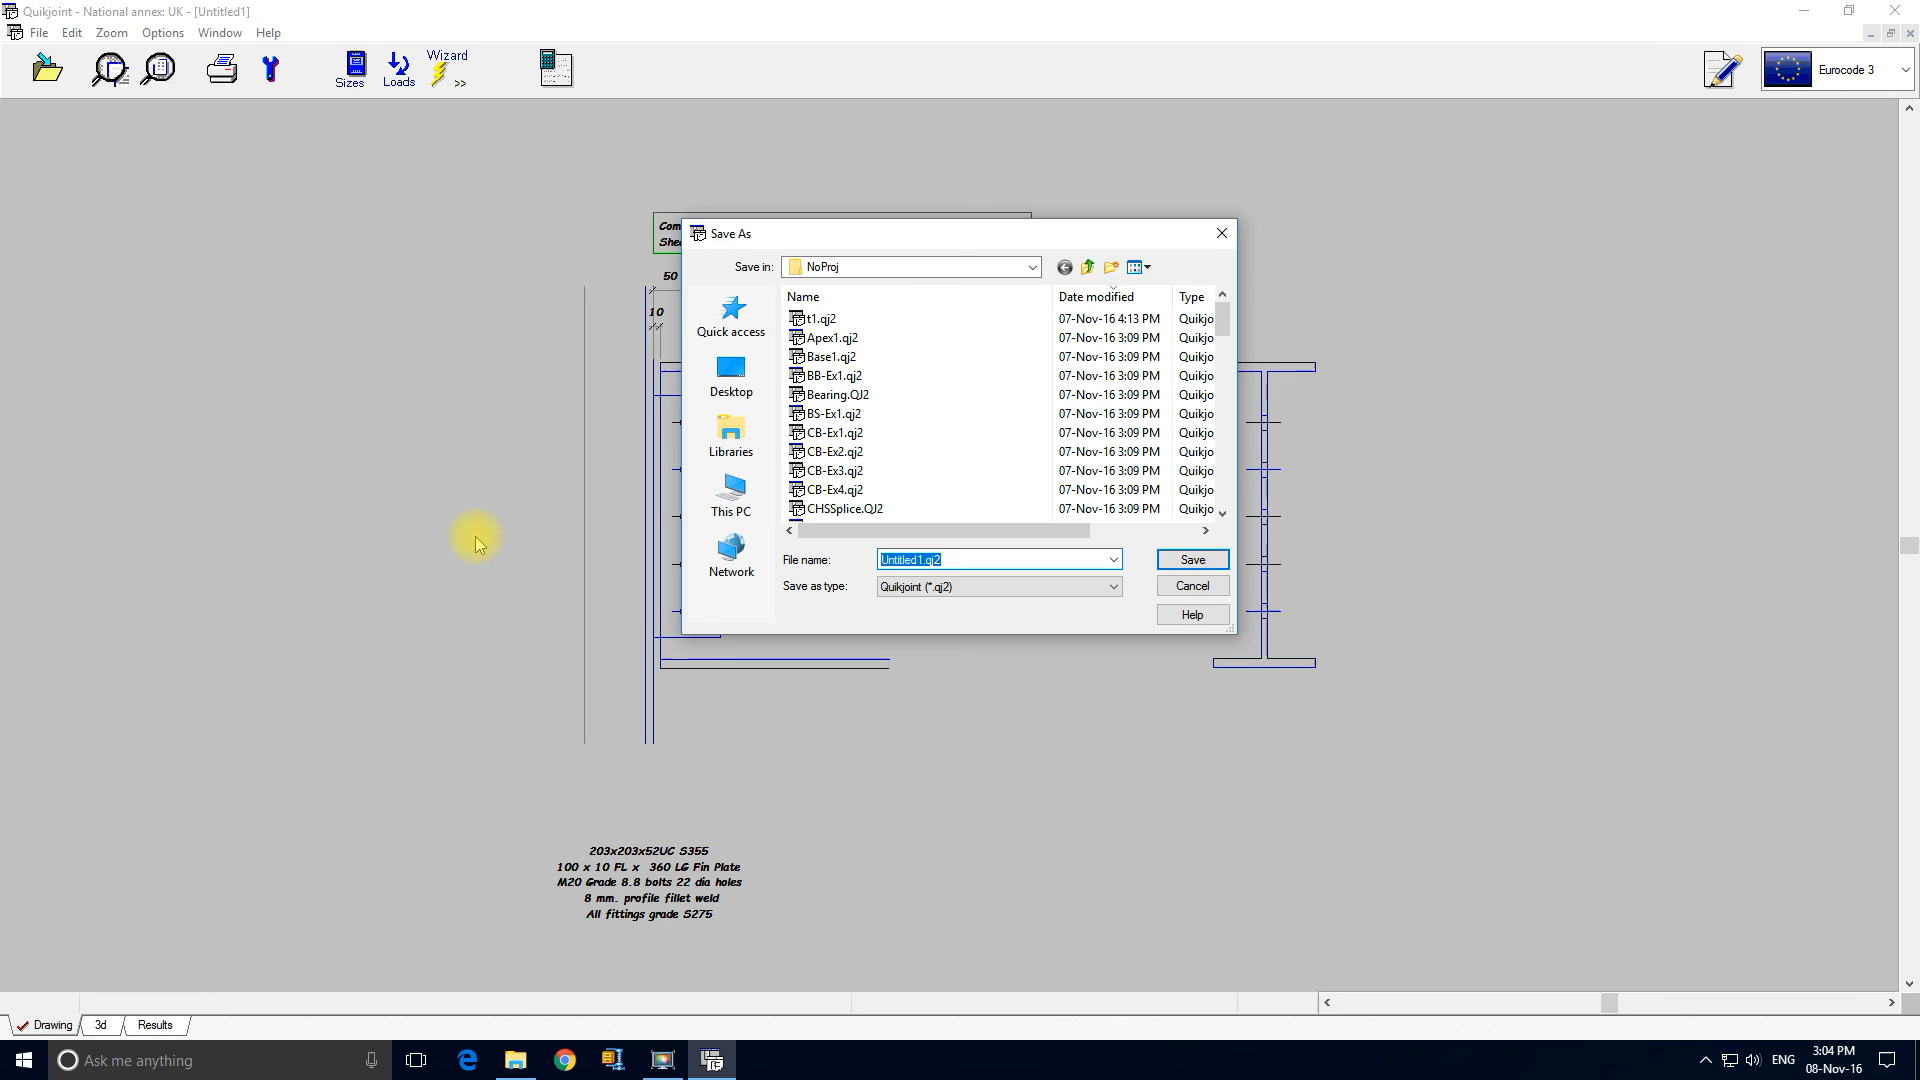 Quikjoint - National annex: UK - [Untitled1]
File Edit Zoom Options Window Help
Wizard
Sizes
Loads
>>
Eurocode 3
50
10
Save As
Save in:
NoProj
Quick access
Desktop
Libraries
This PC
Network
Name Date modified Type
t1.qj2 07-Nov-16 4:13 PM Quikjo
Apex1.qj2 07-Nov-16 3:09 PM Quikjo
Base1.qj2 07-Nov-16 3:09 PM Quikjo
BB-Ex1.qj2 07-Nov-16 3:09 PM Quikjo
Bearing.QJ2 07-Nov-16 3:09 PM Quikjo
BS-Ex1.qj2 07-Nov-16 3:09 PM Quikjo
CB-Ex1.qj2 07-Nov-16 3:09 PM Quikjo
CB-Ex2.qj2 07-Nov-16 3:09 PM Quikjo
CB-Ex3.qj2 07-Nov-16 3:09 PM Quikjo
CB-Ex4.qj2 07-Nov-16 3:09 PM Quikjo
CHSSplice.QJ2 07-Nov-16 3:09 PM Quikjo
File name: Untitled1.qj2 Save
Save as type: Quikjoint (*.qj2) Cancel
Help
203x203x52UC S355
100 x 10 FL x 360 LG Fin Plate
M20 Grade 8.8 bolts 22 dia holes
8 mm. profile fillet weld
All fittings grade S275
Drawing 3d Results
Ask me anything
ENG
3:04 PM
08-Nov-16